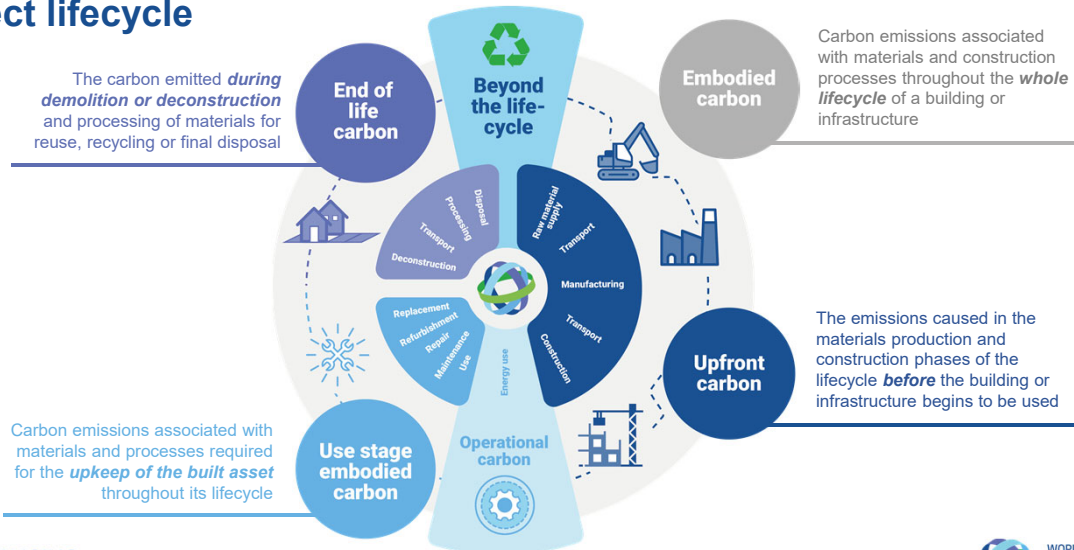 ect lifecycle
The carbon emitted during
demolition or deconstruction
and processing of materials for
reuse, recycling or final disposal
End of
life
carbon
Beyond
the life-
cycle
Embodied
carbon
Carbon emissions associated
with materials and construction
processes throughout the whole
lifecycle of a building or
infrastructure
Disposal
Processing
Transport
Deconstruction
Raw material
supply
Transport
Manufacturing
Transport
Construction
Replacement
Refurbishment
Repair
Maintenance
Use
Energy use
Upfront
carbon
The emissions caused in the
materials production and
construction phases of the
lifecycle before the building or
infrastructure begins to be used
Carbon emissions associated with
materials and processes required
for the upkeep of the built asset
throughout its lifecycle
Use stage
embodied
carbon
Operational
carbon